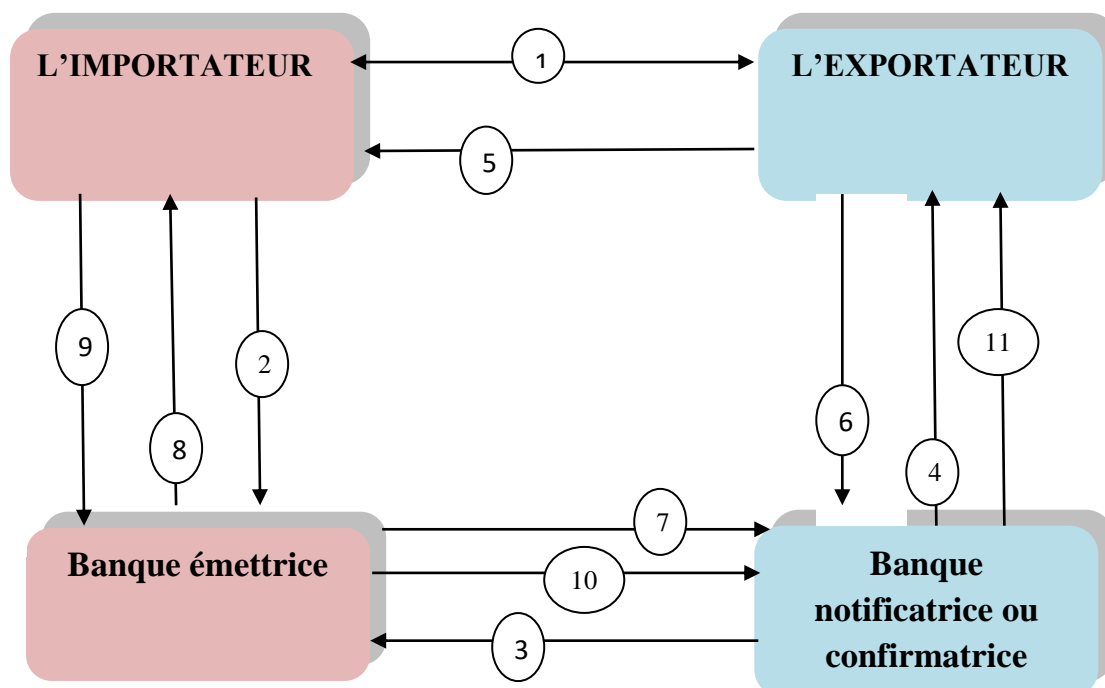 L’IMPORTATEUR
1
L’EXPORTATEUR
5
9
2
11
8
6
4
7
Banque émettrice
10
Banque
notificatrice ou
confirmatrice
3